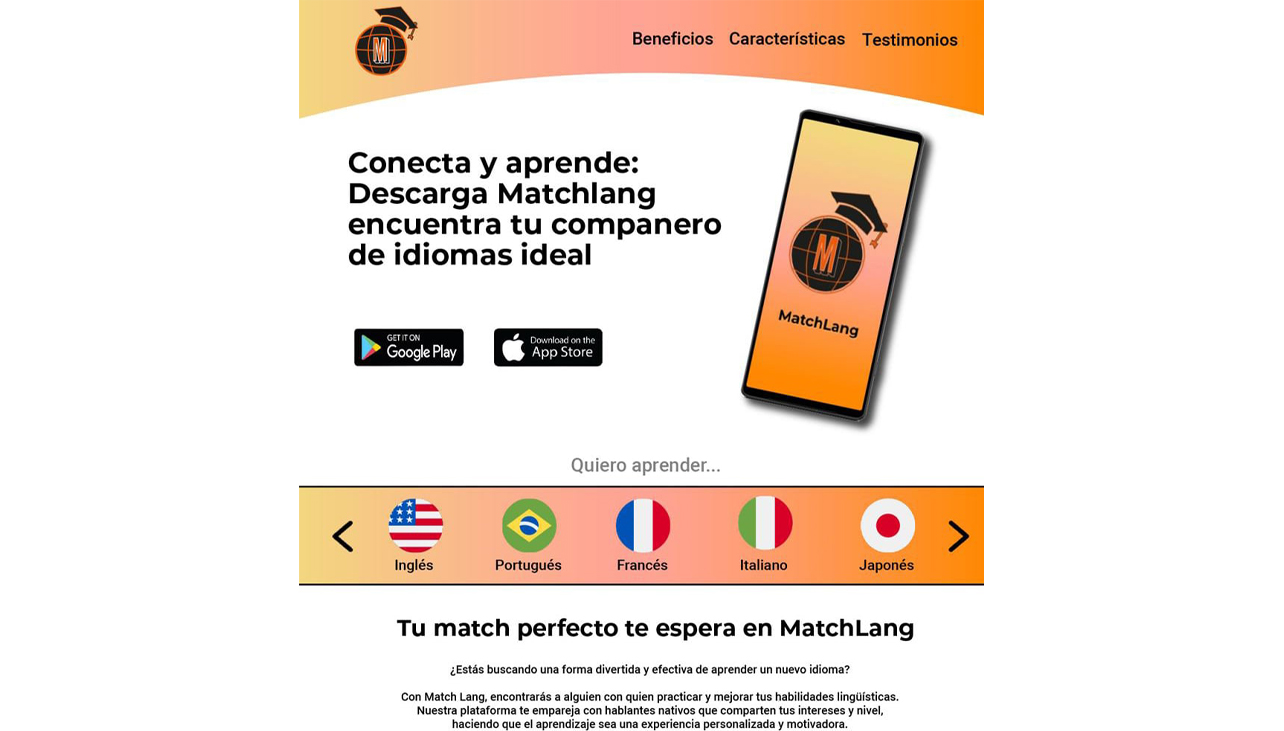 M
Beneficios Características Testimonios
Conecta y aprende:
Descarga Matchlang
encuentra tu companero
de idiomas ideal
M
MatchLang
GET IT ON
Google Play
Download on the
App Store
Quiero aprender...
Inglés Portugués Francés Italiano Japonés
Tu match perfecto te espera en MatchLang
¿Estás buscando una forma divertida y efectiva de aprender un nuevo idioma?
Con Match Lang, encontrarás a alguien con quien practicar y mejorar tus habilidades lingüísticas.
Nuestra plataforma te empareja con hablantes nativos que comparten tus intereses y nivel,
haciendo que el aprendizaje sea una experiencia personalizada y motivadora.